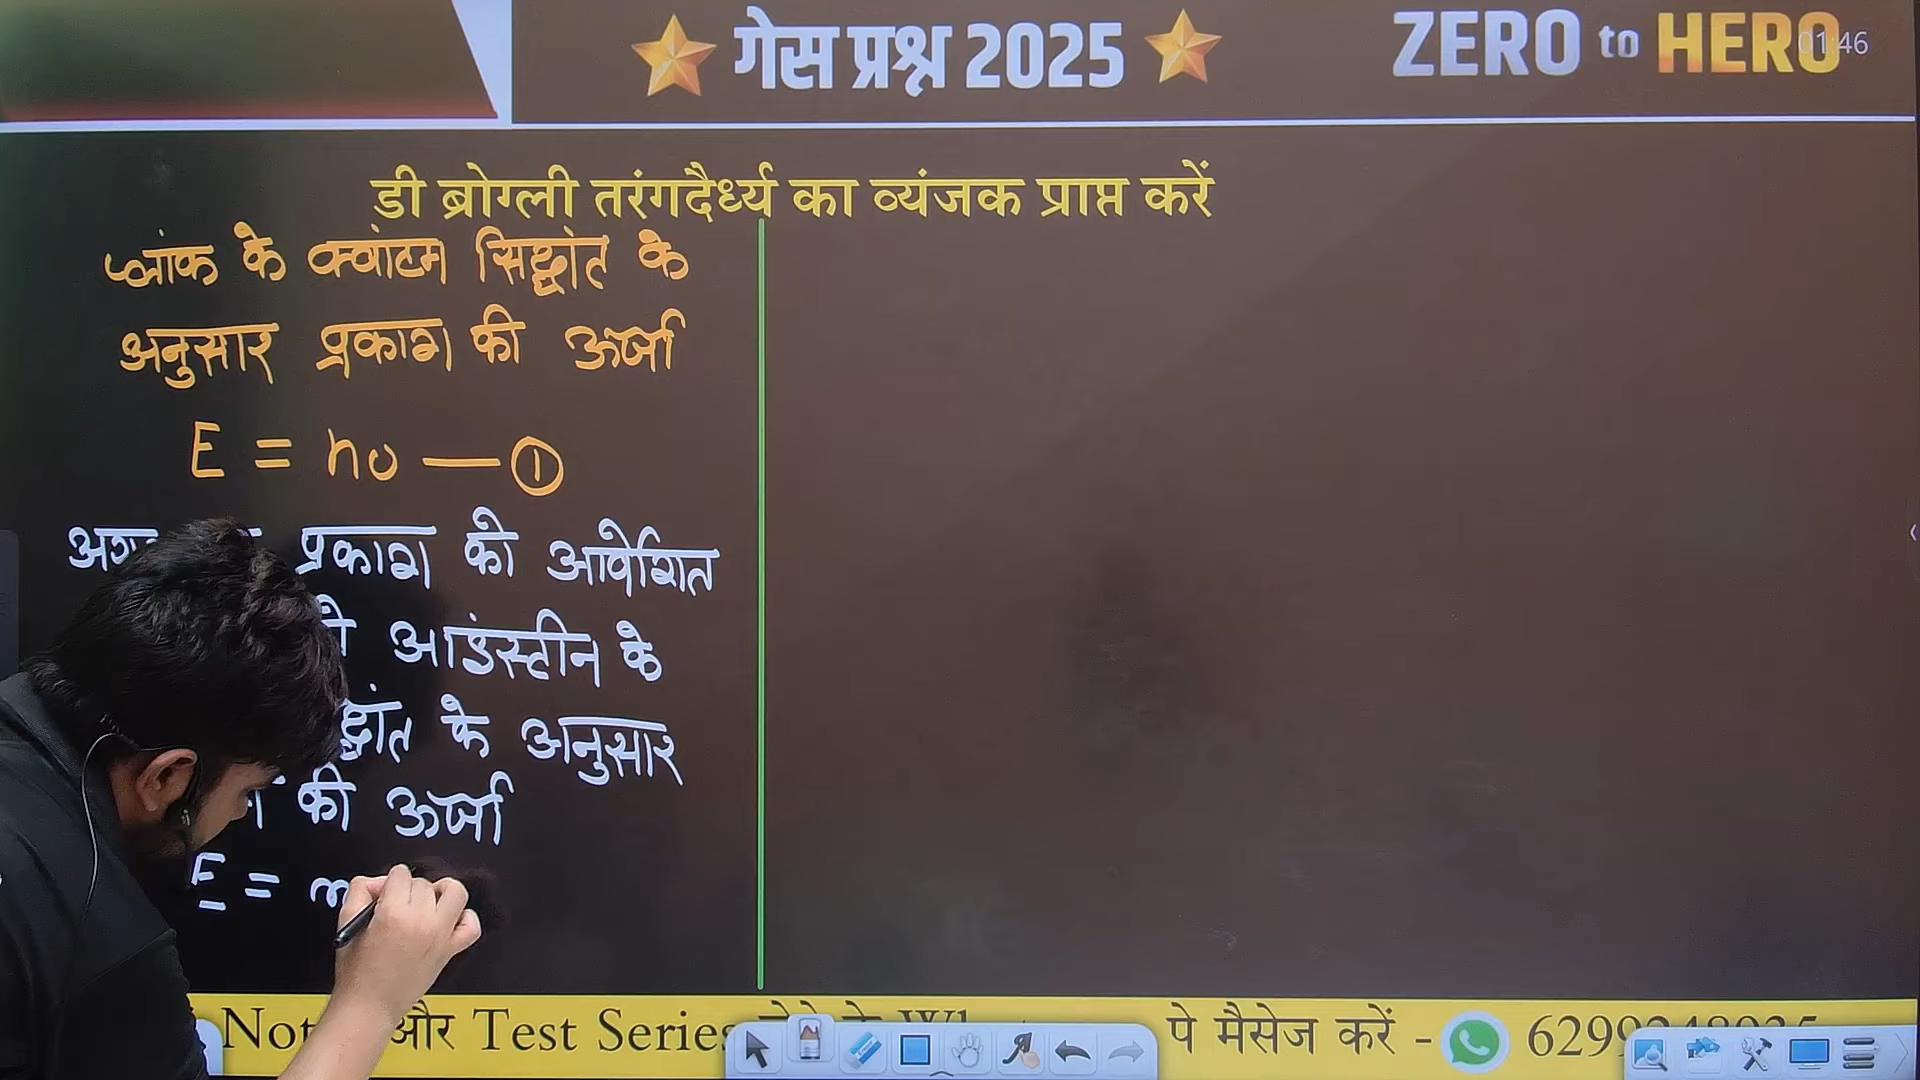 गेस प्रश्न 2025
ZERO to HERO
01:46
डी ब्रोग्ली तरंगदैर्ध्य का व्यंजक प्राप्त करें
प्लांक के क्वांटम सिद्धांत के
अनुसार प्रकाश की ऊर्जा
E = hυ — ①
प्रकाश को आवेशित
आइंस्टीन के
के अनुसार
की ऊर्जा
E = m
और Test Series
पे मैसेज करें -